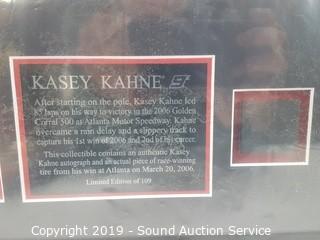 KASEY KAHNE 9
After starting on the pole, Kasey Kahne led
85 laps on his way to victory in the 2006 Golden
Corral 500 at Atlanta Motor Speedway. Kahne
overcame a rain delay and a slippery track to
capture his 1st win of 2006 and 2nd of his career.
This collectible contains an authentic Kasey
Kahne autograph and an actual piece of race-winning
tire from his win at Atlanta on March 20, 2006.
Limited Edition of 109
Copyright 2019 - Sound Auction Service